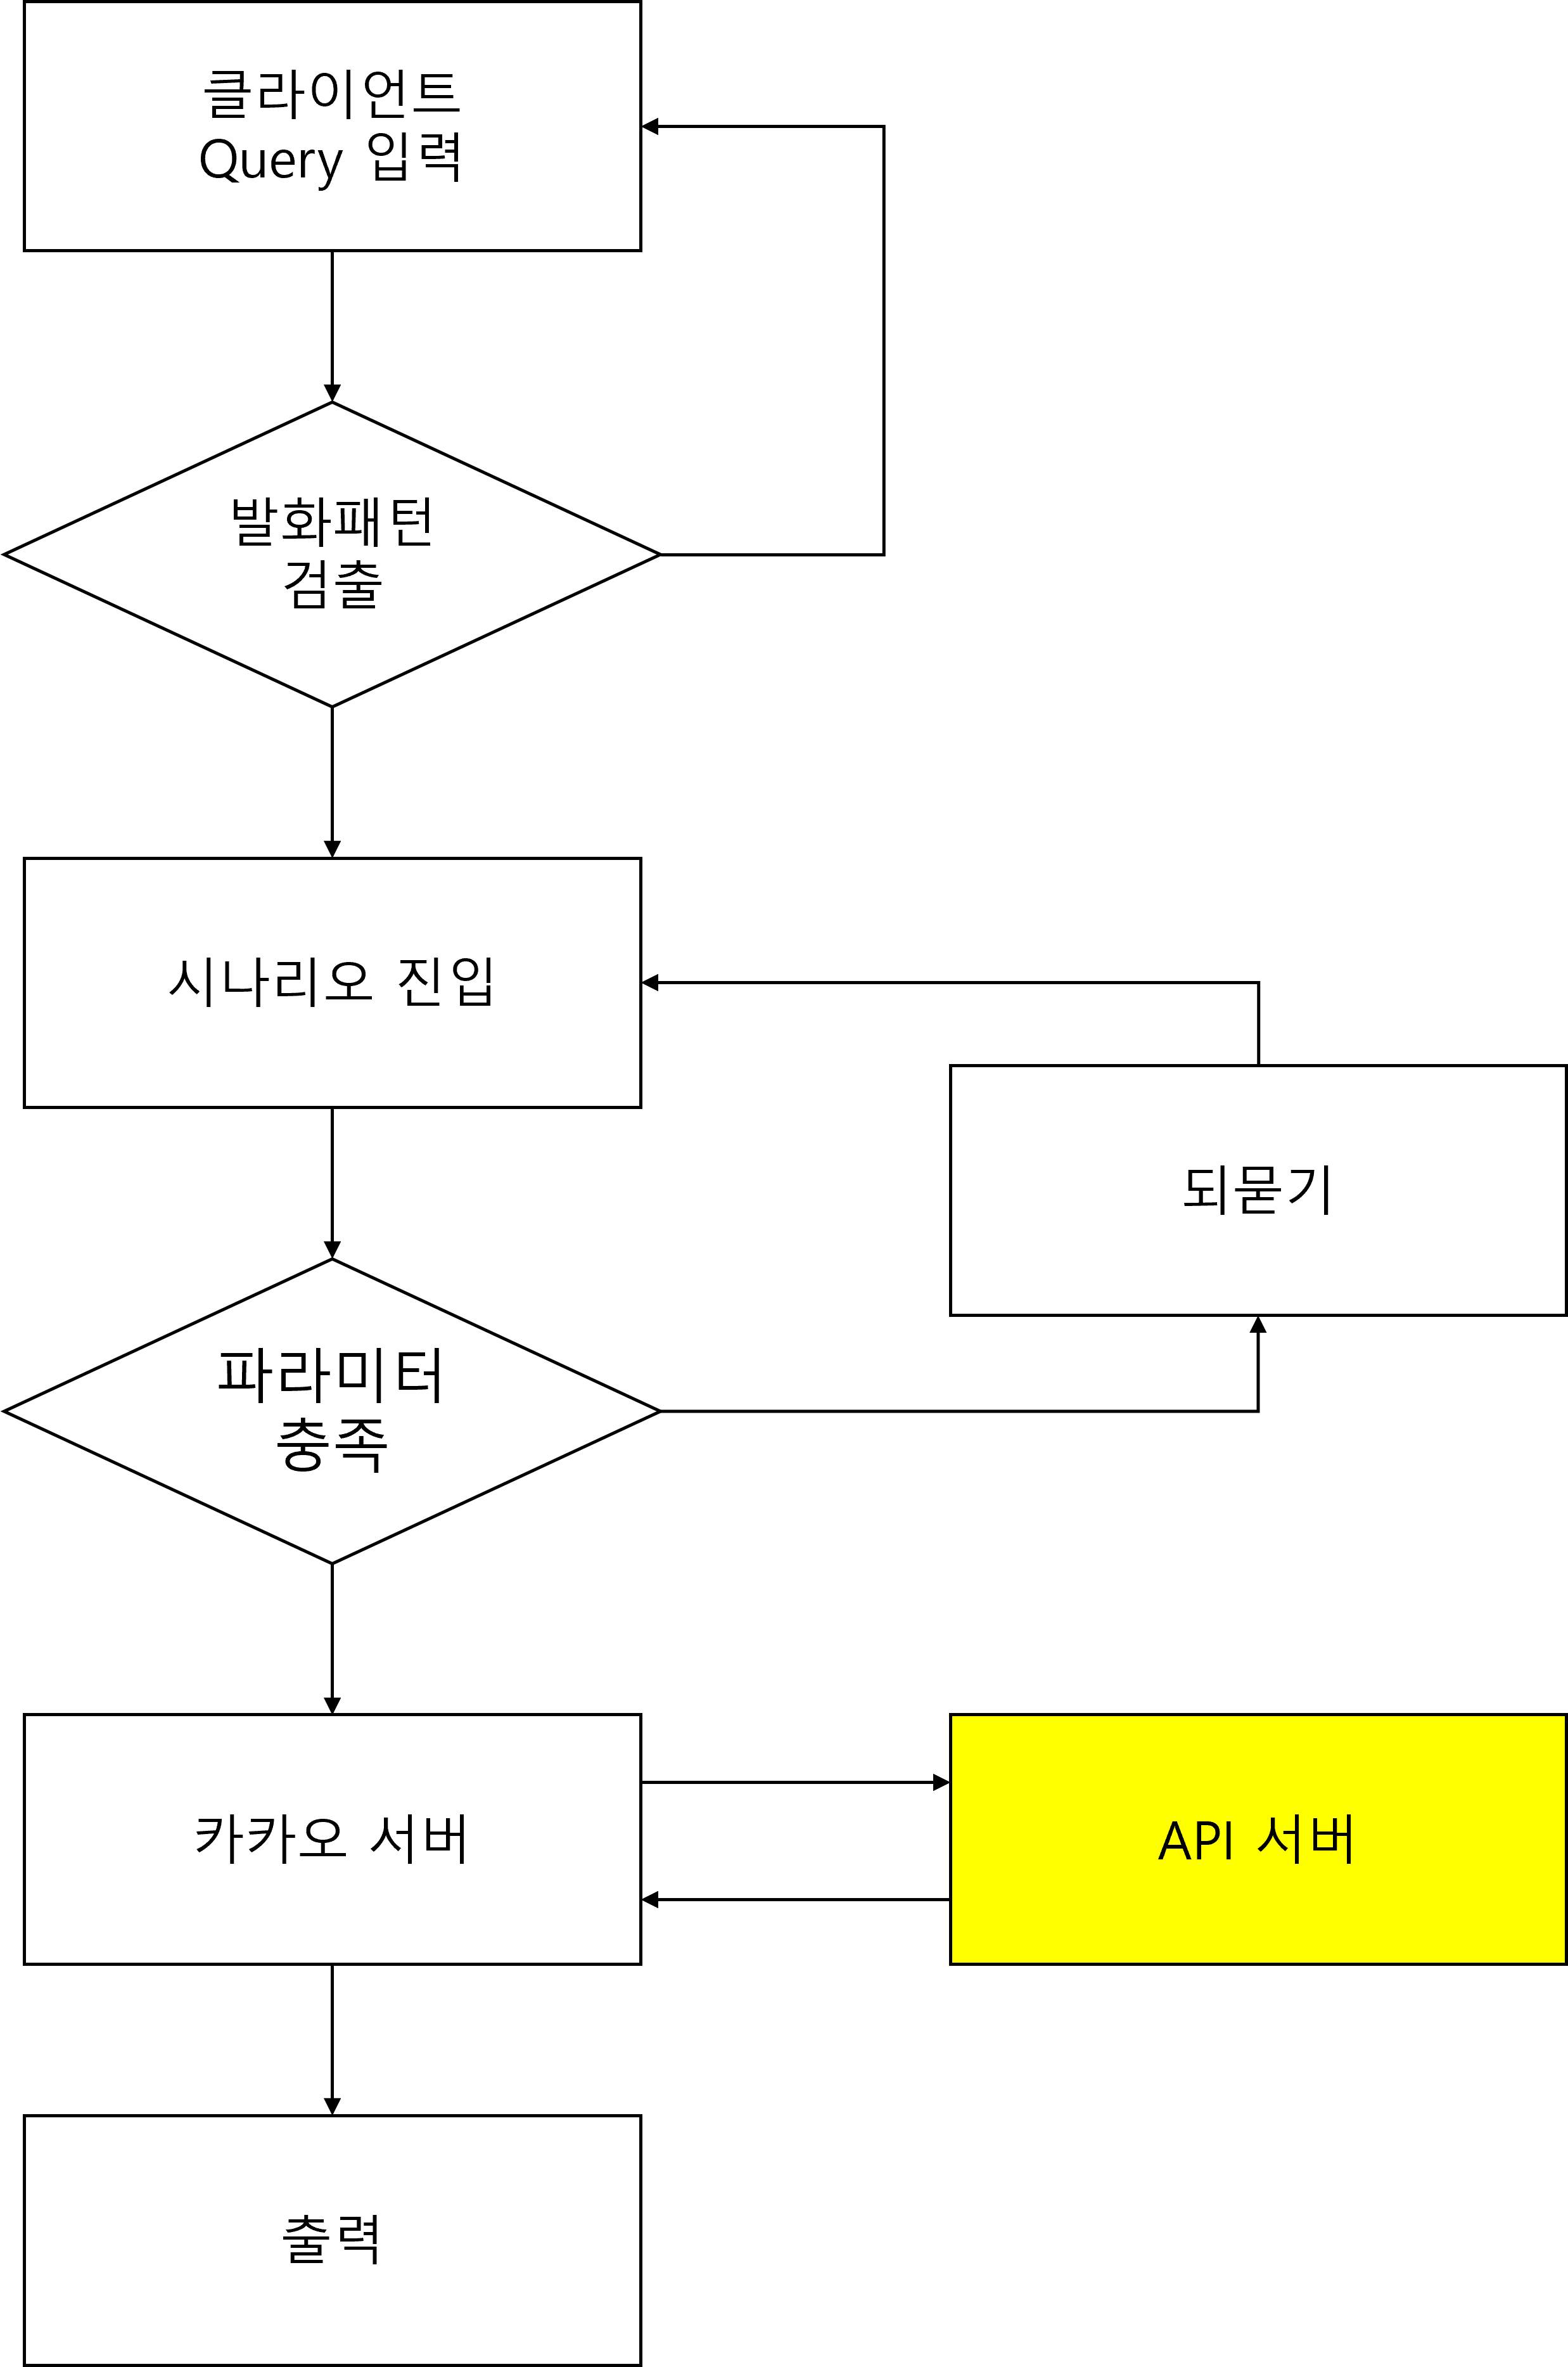 클라이언트
Query 입력
발화패턴
검출
시나리오 진입
되묻기
파라미터
충족
카카오 서버
API 서버
출력